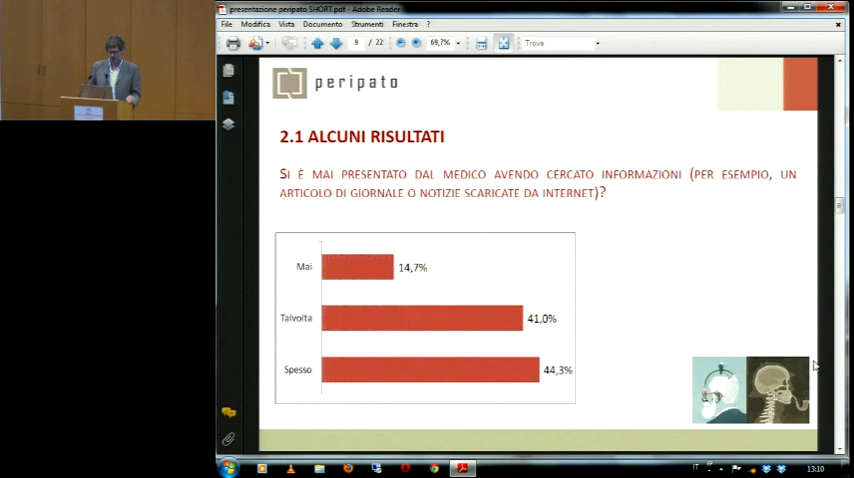 presentazione peripato SHORT.pdf - Adobe Reader
File Modifica Vista Documento Strumenti Finestra ?
9 / 22 69,7% Trova
peripato
2.1 ALCUNI RISULTATI
SI È MAI PRESENTATO DAL MEDICO AVENDO CERCATO INFORMAZIONI (PER ESEMPIO, UN
ARTICOLO DI GIORNALE O NOTIZIE SCARICATE DA INTERNET)?
Mai 14,7%
Talvolta 41,0%
Spesso 44,3%
IT 13:10